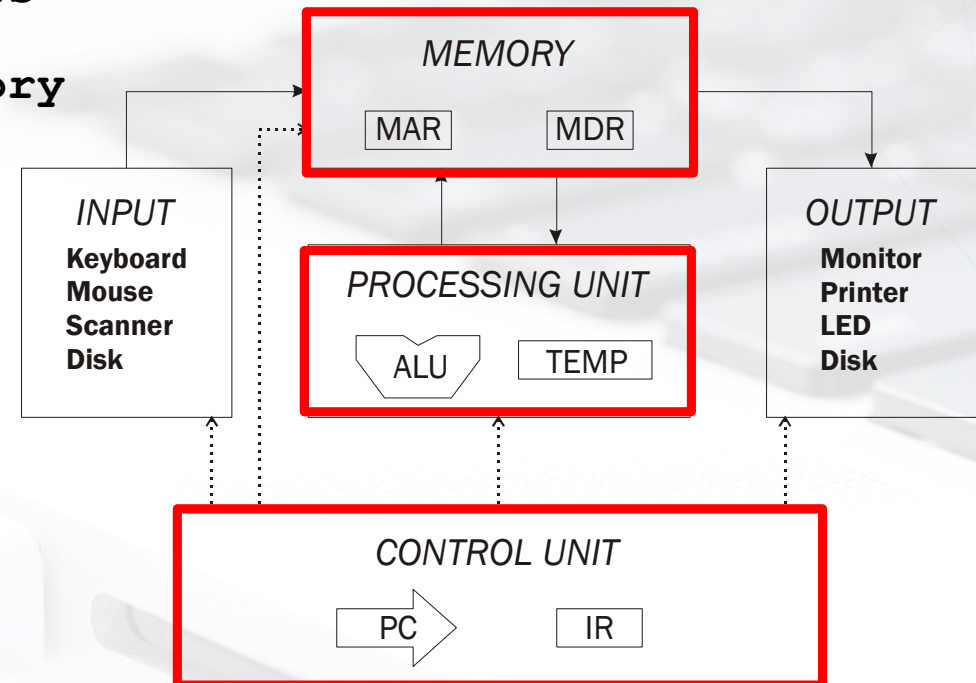 MEMORY
MAR
MDR
INPUT
Keyboard
Mouse
Scanner
Disk
PROCESSING UNIT
ALU
TEMP
OUTPUT
Monitor
Printer
LED
Disk
CONTROL UNIT
PC
IR